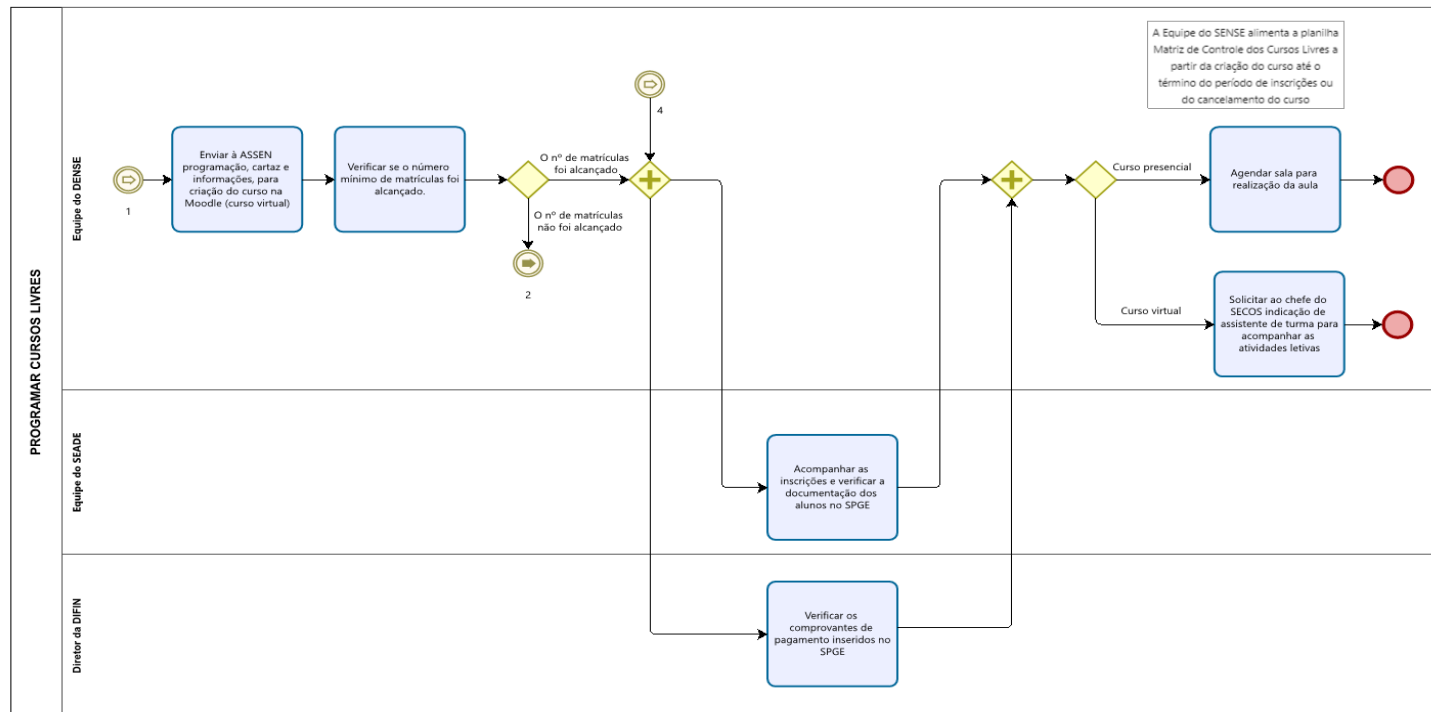 PROGRAMAR CURSOS LIVRES
Equipe do DENSE
1
Enviar à ASSEN
programação, cartaz e
informações, para
criação do curso na
Moodle (curso virtual)
Verificar se o número
mínimo de matrículas foi
alcançado.
O nº de matrículas
foi alcançado
O nº de matrículas
não foi alcançado
2
4
A Equipe do SENSE alimenta a planilha
Matriz de Controle dos Cursos Livres a
partir da criação do curso até o
término do período de inscrições ou
do cancelamento do curso
Curso presencial
Agendar sala para
realização da aula
Curso virtual
Solicitar ao chefe do
SECOS indicação de
assistente de turma para
acompanhar as
atividades letivas
Equipe do SEADE
Acompanhar as
inscrições e verificar a
documentação dos
alunos no SPGE
Diretor da DIFIN
Verificar os
comprovantes de
pagamento inseridos no
SPGE